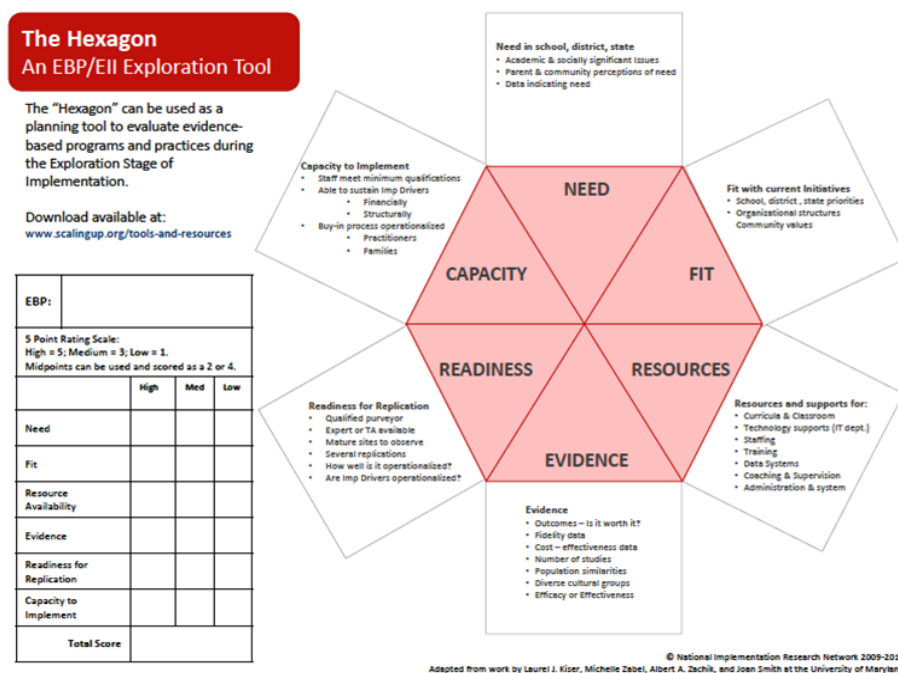 The Hexagon
An EBP/EII Exploration Tool
The "Hexagon" can be used as a
planning tool to evaluate evidence-
based programs and practices during
the Exploration Stage of
Implementation.
Download available at:
www.scalingup.org/tools-and-resources
EBP:
5 Point Rating Scale:
High = 5; Medium = 3; Low = 1.
Midpoints can be used and scored as a 2 or 4.
High Med Low
Need
Fit
Resource
Availability
Evidence
Readiness for
Replication
Capacity to
Implement
Total Score
Need in school, district, state
• Academic & socially significant Issues
• Parent & community perceptions of need
• Data indicating need
Capacity to Implement
• Staff meet minimum qualifications
• Able to sustain Imp Drivers
• Financially
• Structurally
• Buy-in process operationalized
• Practitioners
• Families
Fit with current Initiatives
• School, district , state priorities
• Organizational structures
Community values
NEED
CAPACITY
FIT
READINESS
RESOURCES
EVIDENCE
Readiness for Replication
• Qualified purveyor
• Expert or TA available
• Mature sites to observe
• Several replications
• How well is it operationalized?
• Are Imp Drivers operationalized?
Resources and supports for:
• Curricula & Classroom
• Technology supports (IT dept.)
• Staffing
• Training
• Data Systems
• Coaching & Supervision
• Administration & system
Evidence
• Outcomes – Is it worth it?
• Fidelity data
• Cost – effectiveness data
• Number of studies
• Population similarities
• Diverse cultural groups
• Efficacy or Effectiveness
© National Implementation Research Network 2009-201
Adapted from work by Laurel J. Kiser, Michelle Zabel, Albert A. Zachik, and Joan Smith at the University of Marylan